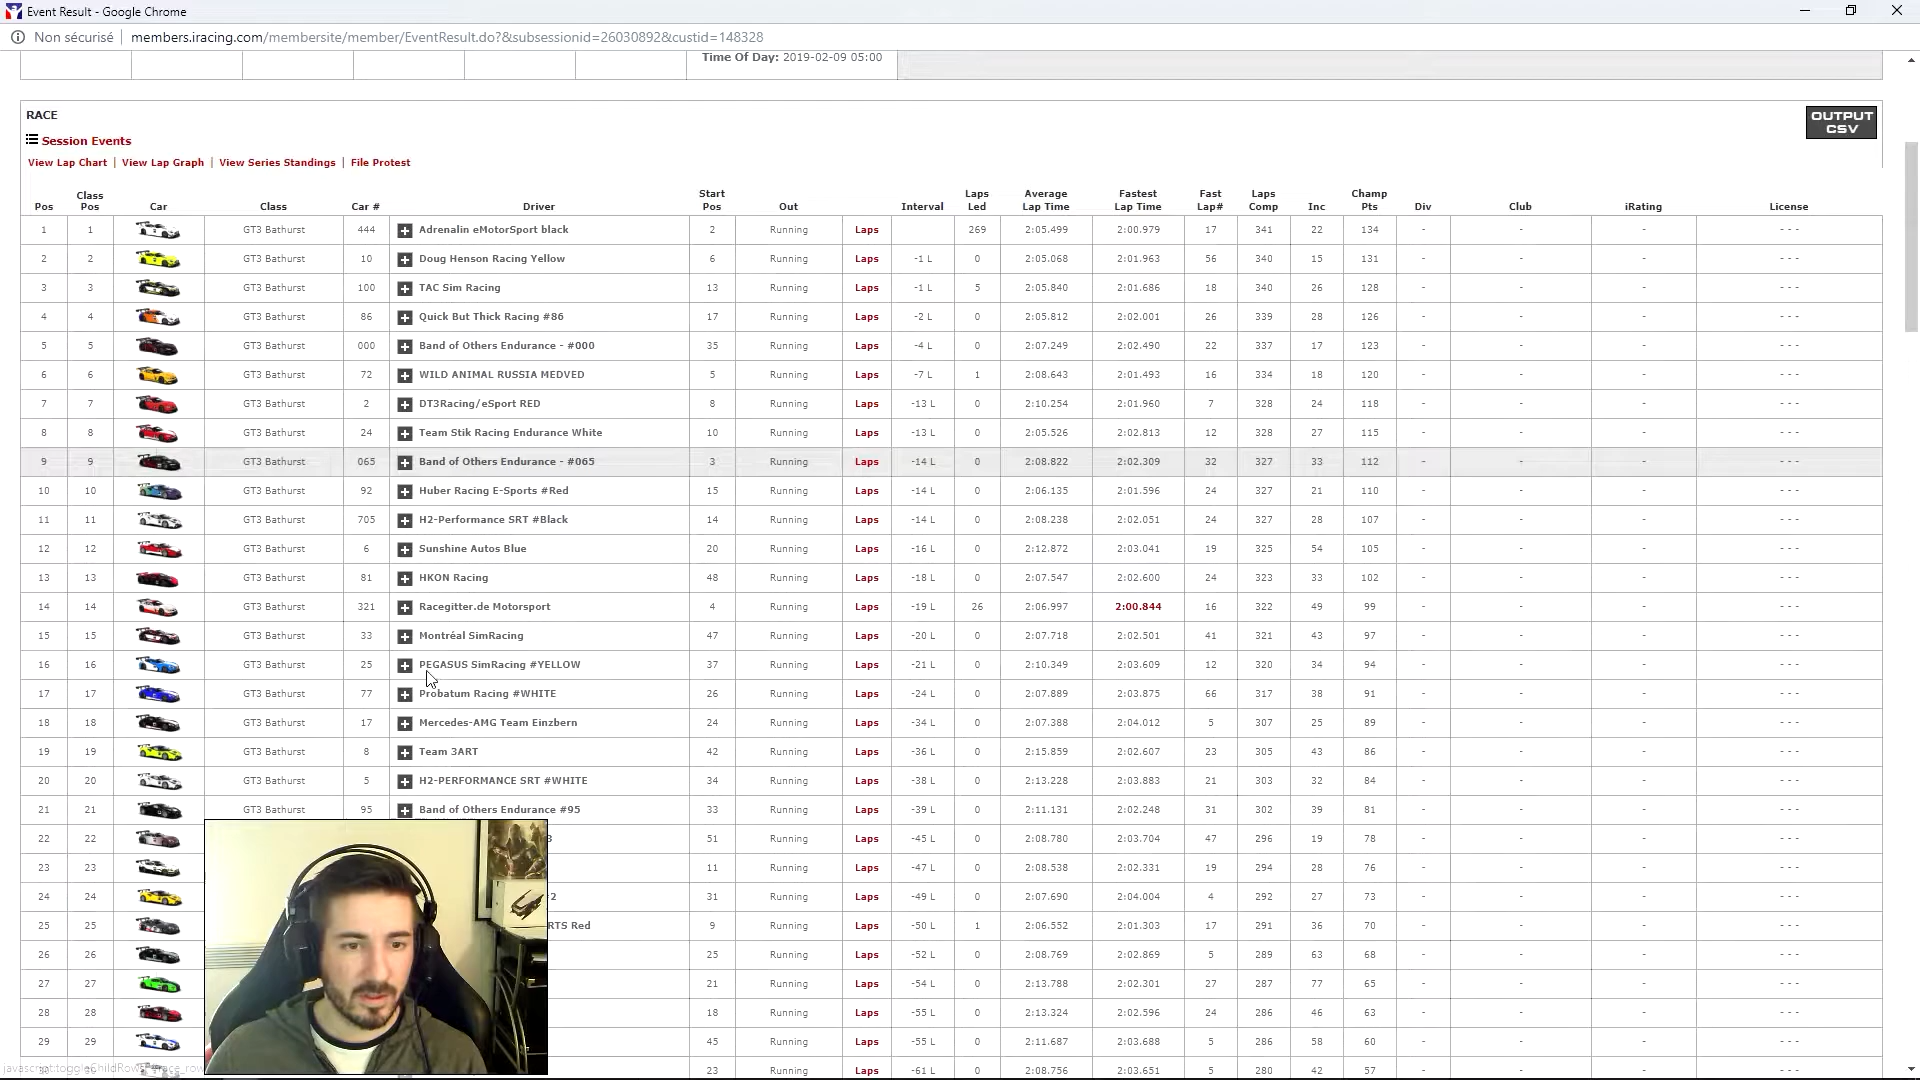 Event Result - Google Chrome
Non sécurisé | members.iracing.com/membersite/member/EventResult.do?&subsessionid=26030892&custid=148328
Time Of Day: 2019-02-09 05:00
RACE
OUTPUT CSV
Session Events
View Lap Chart | View Lap Graph | View Series Standings | File Protest
Pos Class Pos Car Class Car # Driver Start Pos Out Interval Laps Led Average Lap Time Fastest Lap Time Fast Lap# Laps Comp Inc Champ Pts Div Club iRating License
1 1 GT3 Bathurst 444 Adrenalin eMotorSport black 2 Running Laps 269 2:05.499 2:00.979 17 341 22 134 - - - - - -
2 2 GT3 Bathurst 10 Doug Henson Racing Yellow 6 Running Laps -1 L 0 2:05.068 2:01.963 56 340 15 131 - - - - - -
3 3 GT3 Bathurst 100 TAC Sim Racing 13 Running Laps -1 L 5 2:05.840 2:01.686 18 340 26 128 - - - - - -
4 4 GT3 Bathurst 86 Quick But Thick Racing #86 17 Running Laps -2 L 0 2:05.812 2:02.001 26 339 28 126 - - - - - -
5 5 GT3 Bathurst 000 Band of Others Endurance - #000 35 Running Laps -4 L 0 2:07.249 2:02.490 22 337 17 123 - - - - - -
6 6 GT3 Bathurst 72 WILD ANIMAL RUSSIA MEDVED 5 Running Laps -7 L 1 2:08.643 2:01.493 16 334 18 120 - - - - - -
7 7 GT3 Bathurst 2 DT3Racing/eSport RED 8 Running Laps -13 L 0 2:10.254 2:01.960 7 328 24 118 - - - - - -
8 8 GT3 Bathurst 24 Team Stik Racing Endurance White 10 Running Laps -13 L 0 2:05.526 2:02.813 12 328 27 115 - - - - - -
9 9 GT3 Bathurst 065 Band of Others Endurance - #065 3 Running Laps -14 L 0 2:08.822 2:02.309 32 327 33 112 - - - - - -
10 10 GT3 Bathurst 92 Huber Racing E-Sports #Red 15 Running Laps -14 L 0 2:06.135 2:01.596 24 327 21 110 - - - - - -
11 11 GT3 Bathurst 705 H2-Performance SRT #Black 14 Running Laps -14 L 0 2:08.238 2:02.051 24 327 28 107 - - - - - -
12 12 GT3 Bathurst 6 Sunshine Autos Blue 20 Running Laps -16 L 0 2:12.872 2:03.041 19 325 54 105 - - - - - -
13 13 GT3 Bathurst 81 HKON Racing 48 Running Laps -18 L 0 2:07.547 2:02.600 24 323 33 102 - - - - - -
14 14 GT3 Bathurst 321 Racegitter.de Motorsport 4 Running Laps -19 L 26 2:06.997 2:00.844 16 322 49 99 - - - - - -
15 15 GT3 Bathurst 33 Montréal SimRacing 47 Running Laps -20 L 0 2:07.718 2:02.501 41 321 43 97 - - - - - -
16 16 GT3 Bathurst 25 PEGASUS SimRacing #YELLOW 37 Running Laps -21 L 0 2:10.349 2:03.609 12 320 34 94 - - - - - -
17 17 GT3 Bathurst 77 Probatum Racing #WHITE 26 Running Laps -24 L 0 2:07.889 2:03.875 66 317 38 91 - - - - - -
18 18 GT3 Bathurst 17 Mercedes-AMG Team Einzbern 24 Running Laps -34 L 0 2:07.388 2:04.012 5 307 25 89 - - - - - -
19 19 GT3 Bathurst 8 Team 3ART 42 Running Laps -36 L 0 2:15.859 2:02.607 23 305 43 86 - - - - - -
20 20 GT3 Bathurst 5 H2-PERFORMANCE SRT #WHITE 34 Running Laps -38 L 0 2:13.228 2:03.883 21 303 32 84 - - - - - -
21 21 GT3 Bathurst 95 Band of Others Endurance #95 33 Running Laps -39 L 0 2:11.131 2:02.248 31 302 39 81 - - - - - -
22 22 3 51 Running Laps -45 L 0 2:08.780 2:03.704 47 296 19 78 - - - - - -
23 23 11 Running Laps -47 L 0 2:08.538 2:02.331 19 294 28 76 - - - - - -
24 24 2 31 Running Laps -49 L 0 2:07.690 2:04.004 4 292 27 73 - - - - - -
25 25 RTS Red 9 Running Laps -50 L 1 2:06.552 2:01.303 17 291 36 70 - - - - - -
26 26 25 Running Laps -52 L 0 2:08.769 2:02.869 5 289 63 68 - - - - - -
27 27 21 Running Laps -54 L 0 2:13.788 2:02.301 27 287 77 65 - - - - - -
28 28 18 Running Laps -55 L 0 2:13.324 2:02.596 24 286 46 63 - - - - - -
29 29 45 Running Laps -55 L 0 2:11.687 2:03.688 5 286 58 60 - - - - - -
23 Running Laps -61 L 0 2:08.756 2:03.651 5 280 42 57 - - - - - -